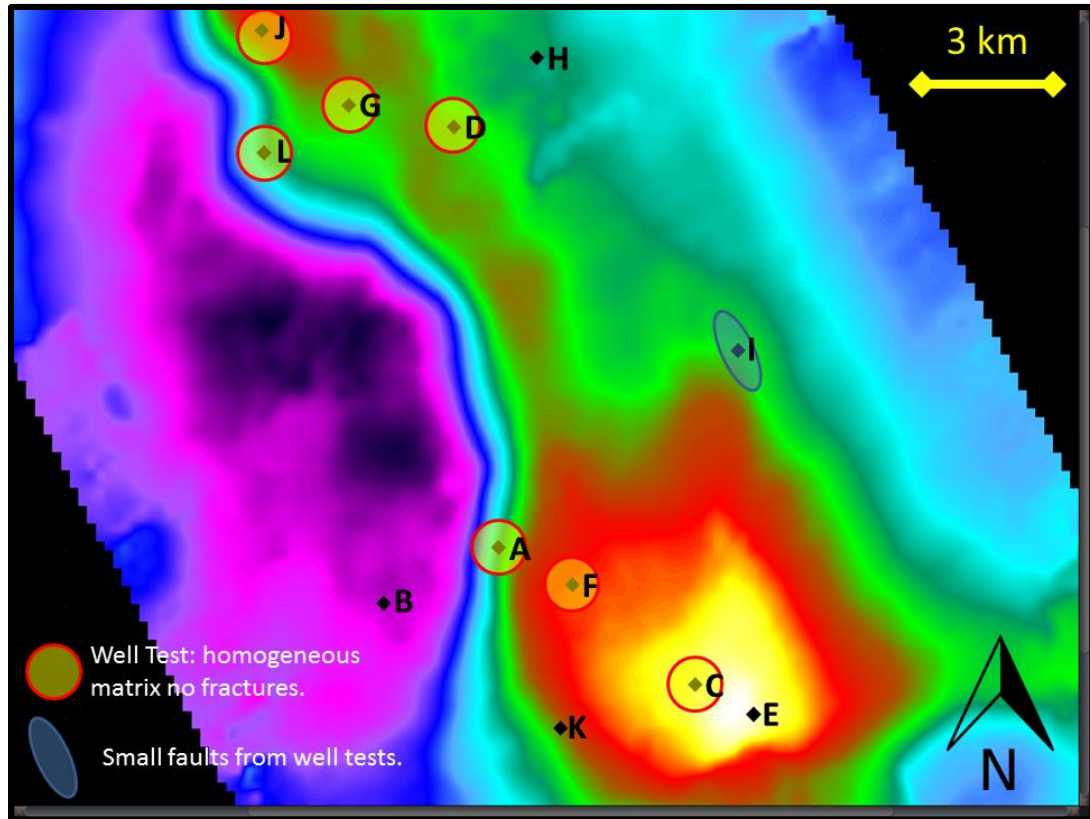 J
H
3 km
G
D
L
I
A
F
B
C
E
K
Well Test: homogeneous
matrix no fractures.
Small faults from well tests.
N